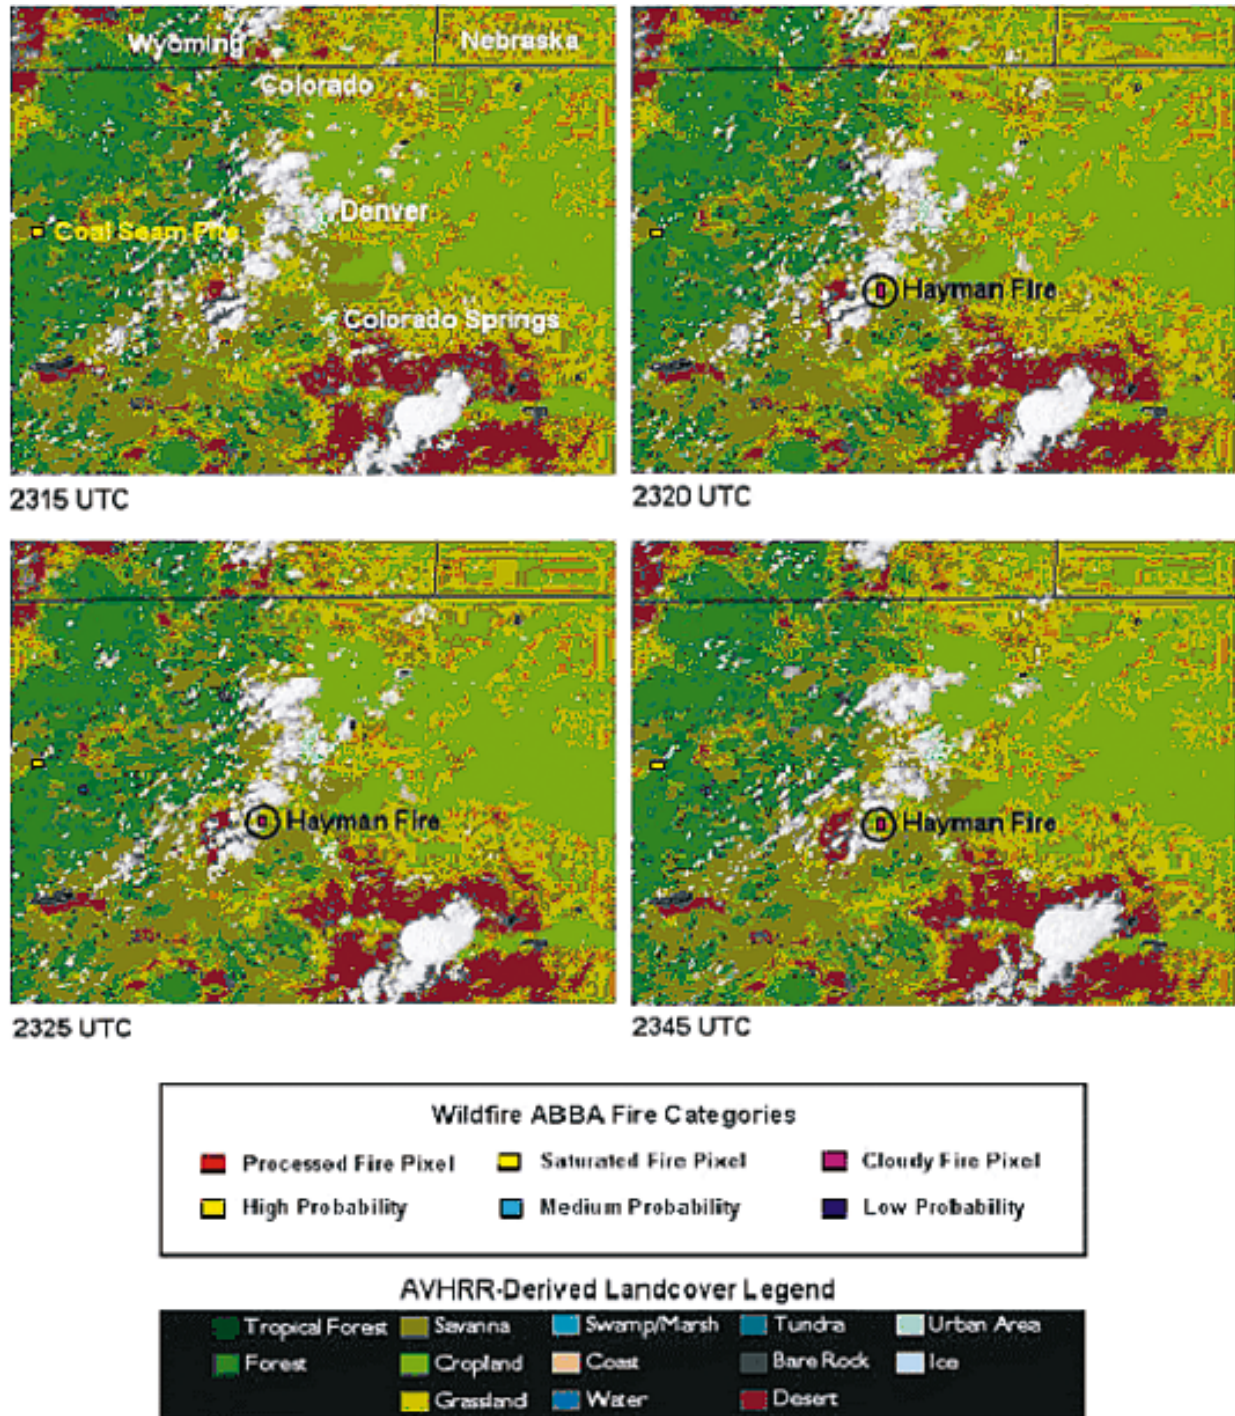 Wyoming Nebraska
Colorado
Denver
Coal Seam Fire
Colorado Springs
2315 UTC
Hayman Fire
2320 UTC
Hayman Fire
2325 UTC
Hayman Fire
2345 UTC
Wildfire ABBA Fire Categories
Processed Fire Pixel Saturated Fire Pixel Cloudy Fire Pixel
High Probability Medium Probability Low Probability
AVHRR-Derived Landcover Legend
Tropical Forest Savanna Swamp/Marsh Tundra Urban Area
Forest Cropland Coast Bare Rock Ice
Grassland Water Desert